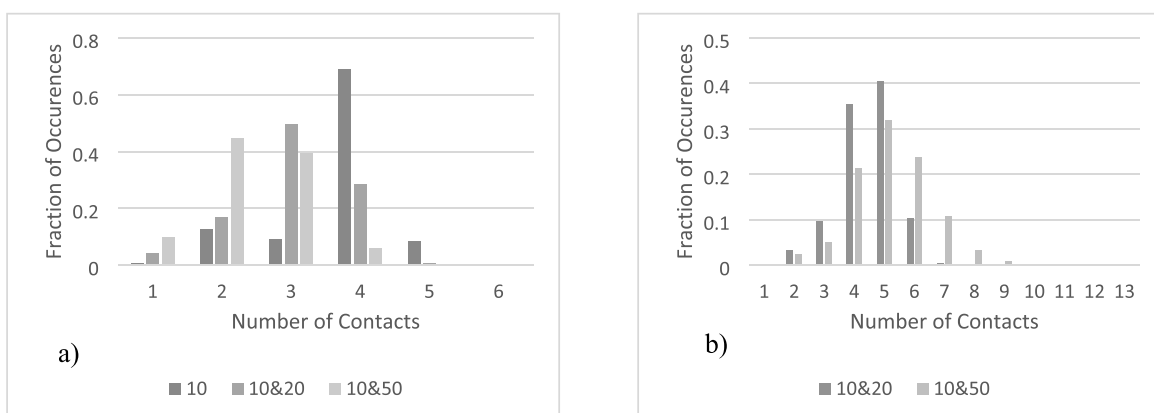 0.8
0.6
0.4
0.2
0
Fraction of Occurences
1 2 3 4 5 6
Number of Contacts
a)
10 10&20 10&50
0.5
0.4
0.3
0.2
0.1
0
Fraction of Occurences
1 2 3 4 5 6 7 8 9 10 11 12 13
Number of Contacts
b)
10&20 10&50